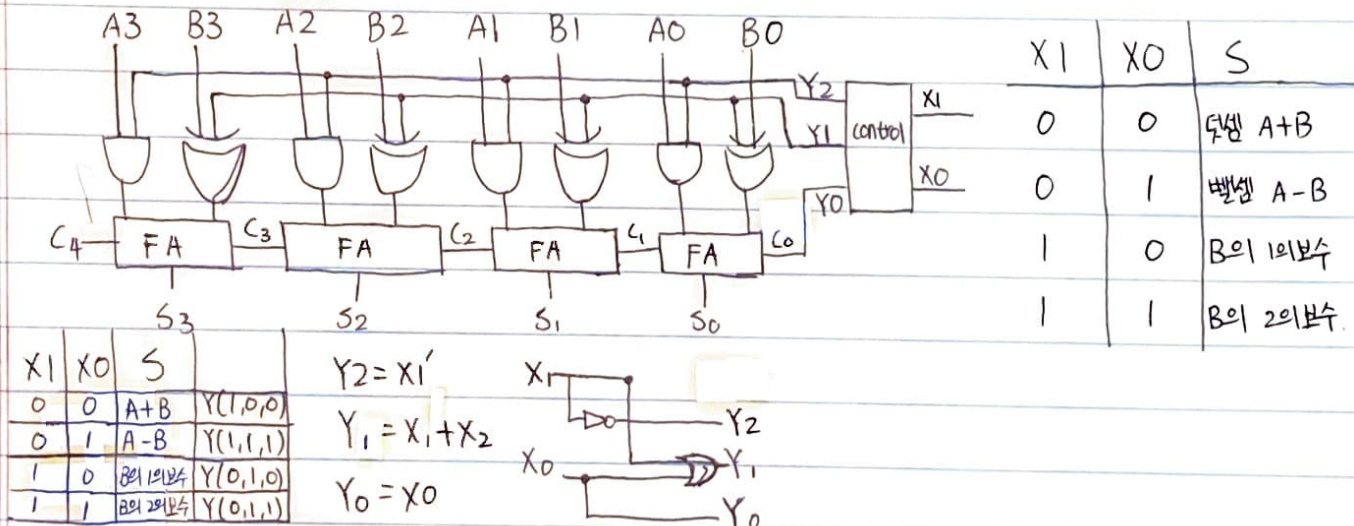 A3 B3 A2 B2 A1 B1 A0 B0
Y2
Y1
Y0
control
X1
X0
C4 FA C3 FA C2 FA C1 FA C0
S3 S2 S1 S0
X1 X0 S
0 0 덧셈 A+B
0 1 뺄셈 A-B
1 0 B의 1의보수
1 1 B의 2의보수
X1 X0 S
0 0 A+B Y(1,0,0)
0 1 A-B Y(1,1,1)
1 0 B의 1의보수 Y(0,1,0)
1 1 B의 2의보수 Y(0,1,1)
Y2 = X1'
Y1 = X1 + X2
Y0 = X0
X1
Y2
X0 Y1
Y0